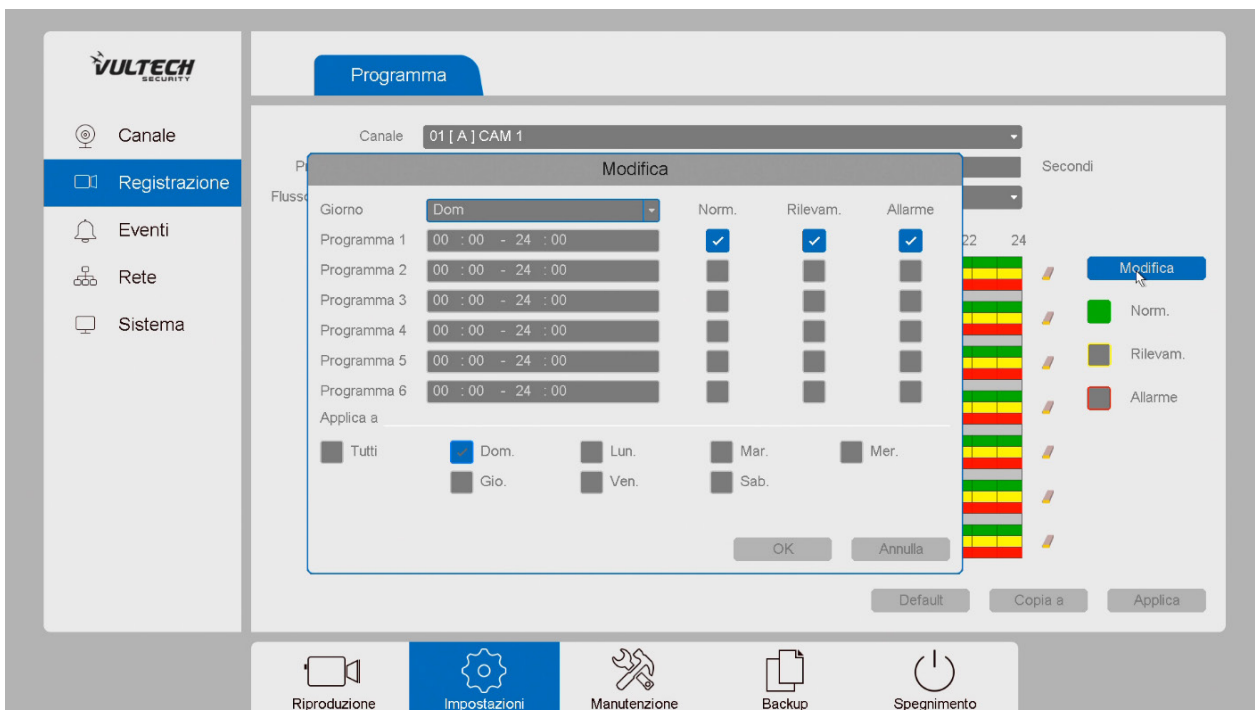 VULTECH
SECURITY
Programma
Canale
Registrazione
Eventi
Rete
Sistema
Canale 01 [ A ] CAM 1
Secondi
Modifica
Giorno Dom Norm. Rilevam. Allarme
Programma 1 00 : 00 - 24 : 00
Programma 2 00 : 00 - 24 : 00
Programma 3 00 : 00 - 24 : 00
Programma 4 00 : 00 - 24 : 00
Programma 5 00 : 00 - 24 : 00
Programma 6 00 : 00 - 24 : 00
Applica a
Tutti Dom. Lun. Mar. Mer.
Gio. Ven. Sab.
OK Annulla
22 24
Modifica
Norm.
Rilevam.
Allarme
Default Copia a Applica
Riproduzione Impostazioni Manutenzione Backup Spegnimento